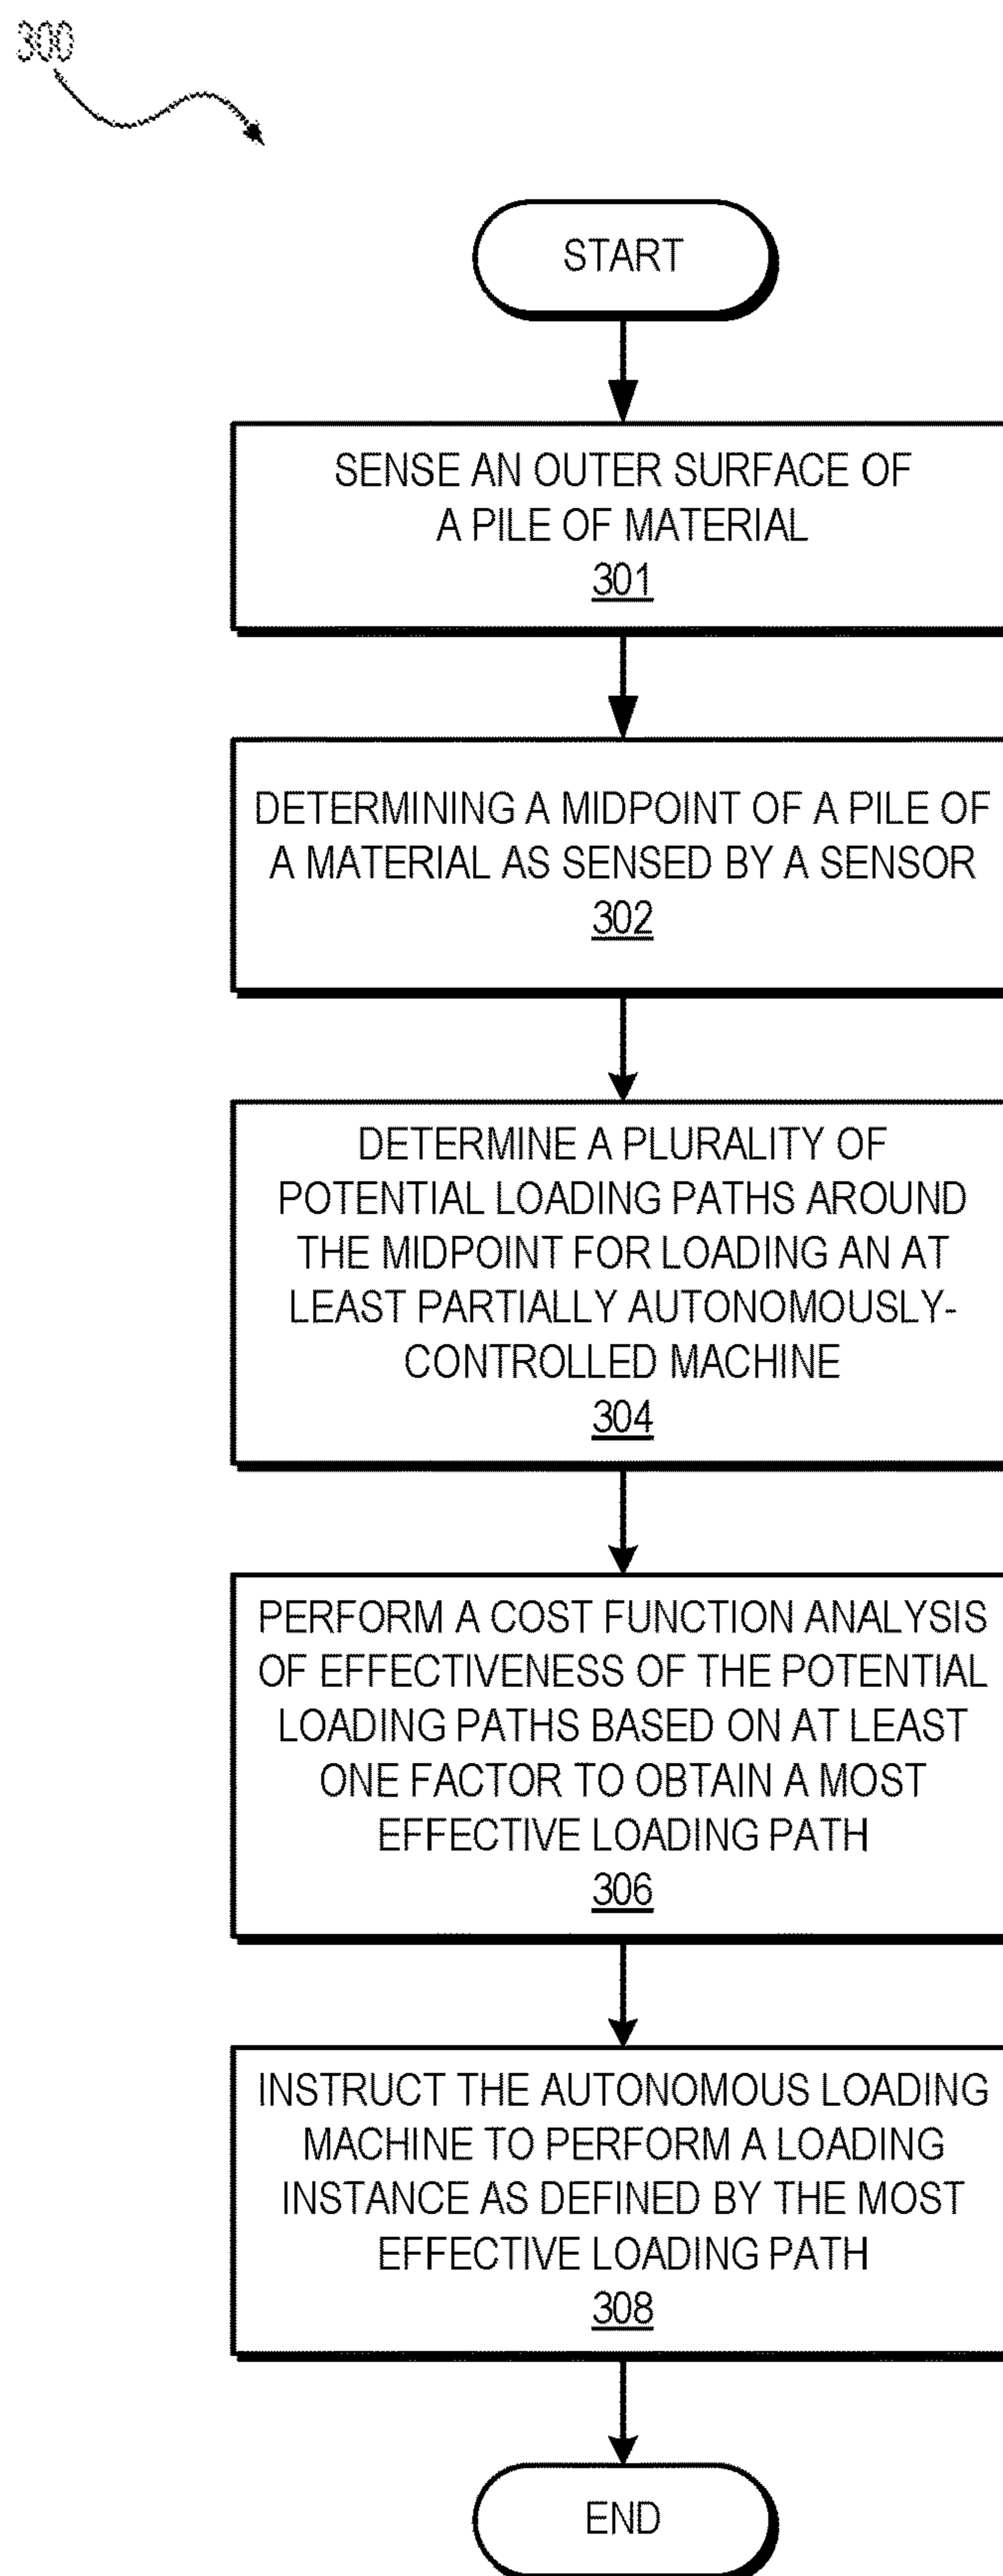 300
START
SENSE AN OUTER SURFACE OF
A PILE OF MATERIAL
301
DETERMINING A MIDPOINT OF A PILE OF
A MATERIAL AS SENSED BY A SENSOR
302
DETERMINE A PLURALITY OF
POTENTIAL LOADING PATHS AROUND
THE MIDPOINT FOR LOADING AN AT
LEAST PARTIALLY AUTONOMOUSLY-
CONTROLLED MACHINE
304
PERFORM A COST FUNCTION ANALYSIS
OF EFFECTIVENESS OF THE POTENTIAL
LOADING PATHS BASED ON AT LEAST
ONE FACTOR TO OBTAIN A MOST
EFFECTIVE LOADING PATH
306
INSTRUCT THE AUTONOMOUS LOADING
MACHINE TO PERFORM A LOADING
INSTANCE AS DEFINED BY THE MOST
EFFECTIVE LOADING PATH
308
END